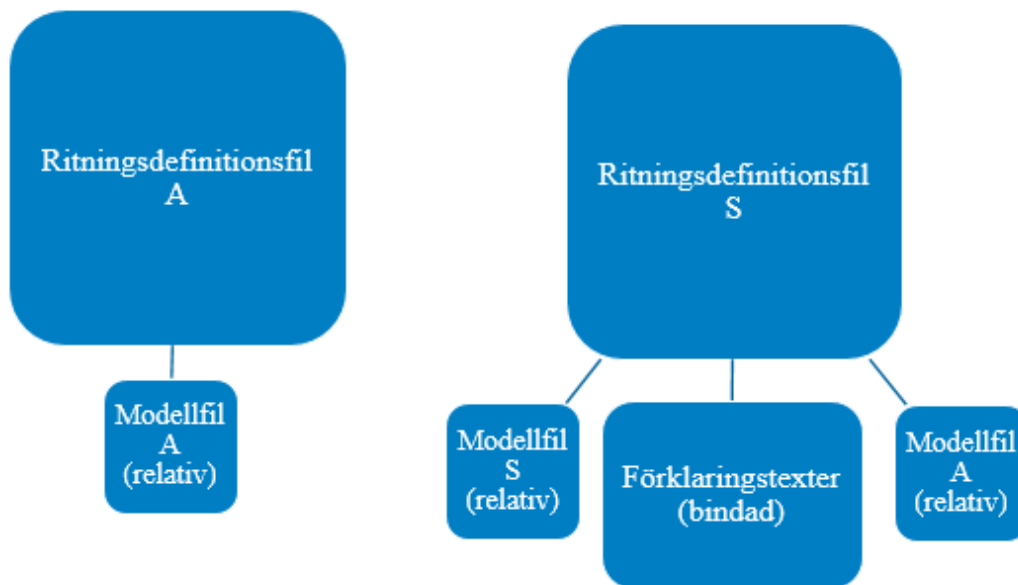 Ritningsdefinitionsfil
A
Modellfil
A
(relativ)
Ritningsdefinitionsfil
S
Modellfil
S
(relativ)
Förklaringstexter
(bindad)
Modellfil
A
(relativ)